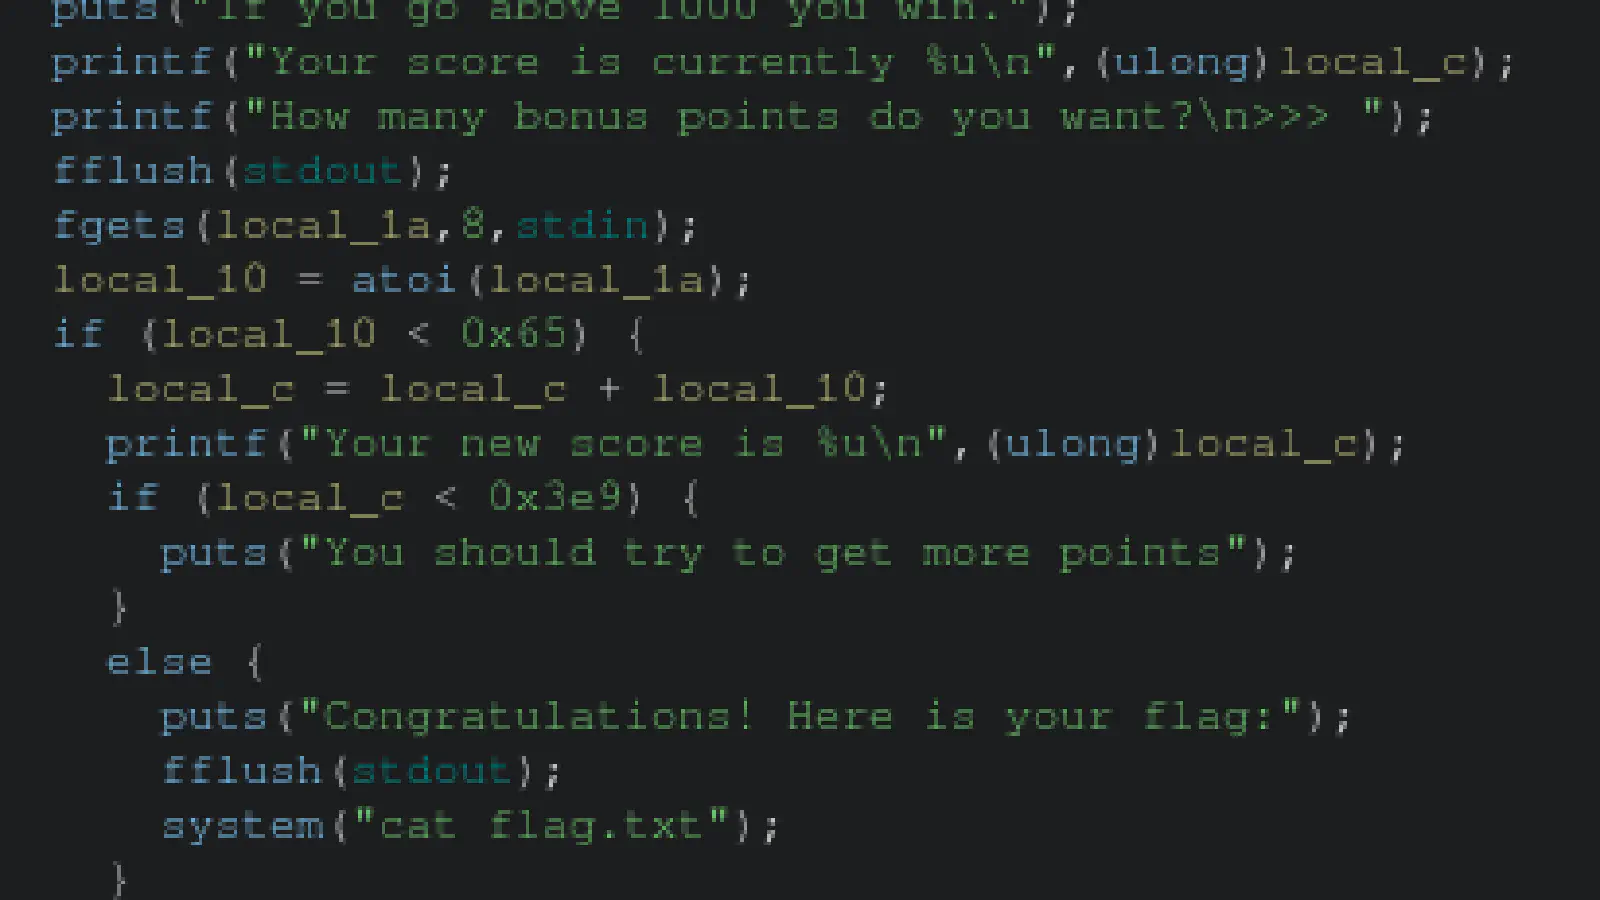 puts("If you go above 1000 you win.");
printf("Your score is currently %u\n",(ulong)local_c);
printf("How many bonus points do you want?\n>>> ");
fflush(stdout);
fgets(local_1a,8,stdin);
local_10 = atoi(local_1a);
if (local_10 < 0x65) {
local_c = local_c + local_10;
printf("Your new score is %u\n",(ulong)local_c);
if (local_c < 0x3e9) {
puts("You should try to get more points");
}
else {
puts("Congratulations! Here is your flag:");
fflush(stdout);
system("cat flag.txt");
}